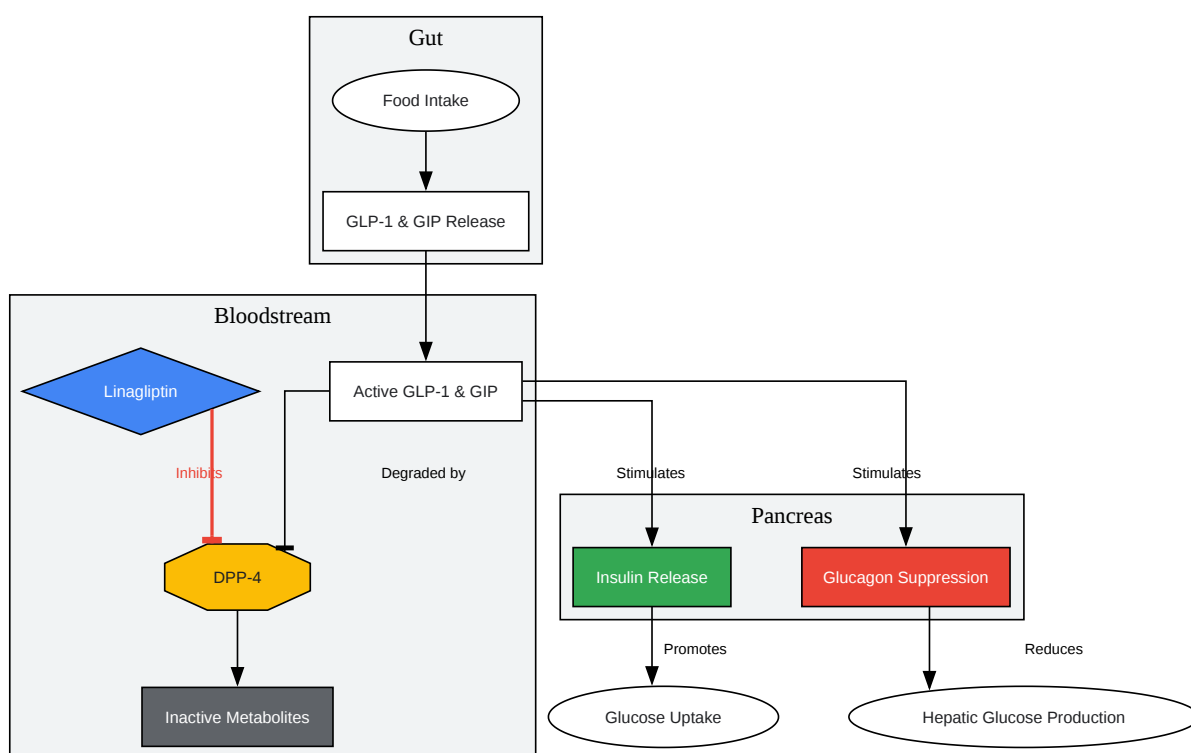 Gut
Food Intake
GLP-1 & GIP Release
Bloodstream
Linagliptin
Active GLP-1 & GIP
Inhibits
Degraded by
Stimulates
Stimulates
Pancreas
DPP-4
Insulin Release
Glucagon Suppression
Promotes
Reduces
Inactive Metabolites
Glucose Uptake
Hepatic Glucose Production